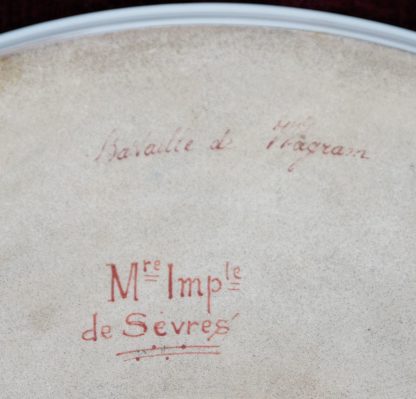 Bataille de Wagram
Mre Imple
de Sèvres